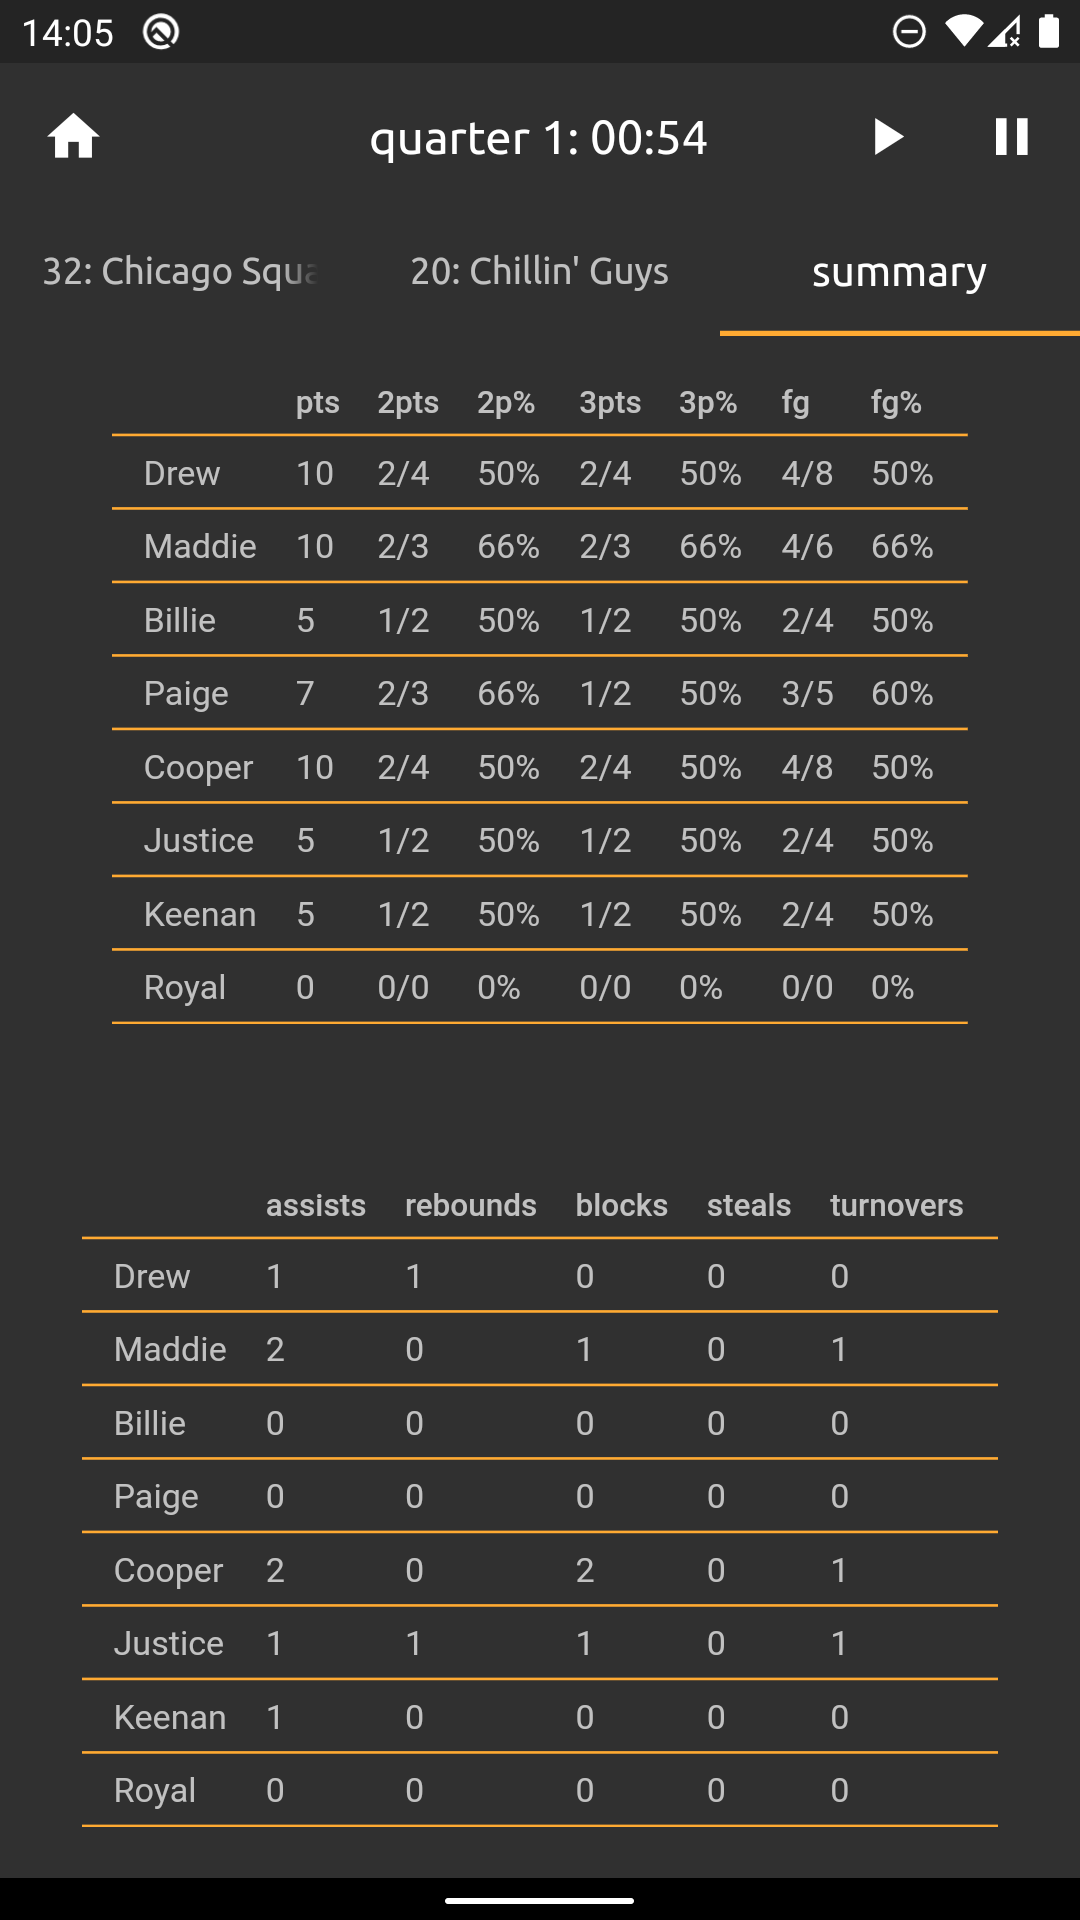 14:05
quarter 1: 00:54
32: Chicago Squa
20: Chillin' Guys
summary
pts 2pts 2p% 3pts 3p% fg fg%
Drew 10 2/4 50% 2/4 50% 4/8 50%
Maddie 10 2/3 66% 2/3 66% 4/6 66%
Billie 5 1/2 50% 1/2 50% 2/4 50%
Paige 7 2/3 66% 1/2 50% 3/5 60%
Cooper 10 2/4 50% 2/4 50% 4/8 50%
Justice 5 1/2 50% 1/2 50% 2/4 50%
Keenan 5 1/2 50% 1/2 50% 2/4 50%
Royal 0 0/0 0% 0/0 0% 0/0 0%
assists rebounds blocks steals turnovers
Drew 1 1 0 0 0
Maddie 2 0 1 0 1
Billie 0 0 0 0 0
Paige 0 0 0 0 0
Cooper 2 0 2 0 1
Justice 1 1 1 0 1
Keenan 1 0 0 0 0
Royal 0 0 0 0 0